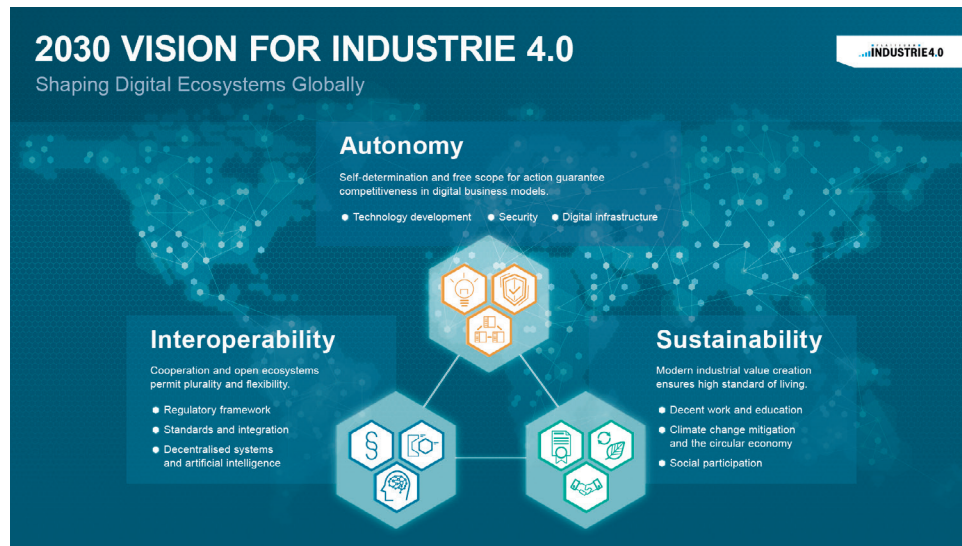 2030 VISION FOR INDUSTRIE 4.0
Shaping Digital Ecosystems Globally
INDUSTRIE4.0
Autonomy
Self-determination and free scope for action guarantee
competitiveness in digital business models.
Technology development
Security
Digital infrastructure
Interoperability
Cooperation and open ecosystems
permit plurality and flexibility.
Regulatory framework
Standards and integration
Decentralised systems
and artificial intelligence
§
Sustainability
Modern industrial value creation
ensures high standard of living.
Decent work and education
Climate change mitigation
and the circular economy
Social participation